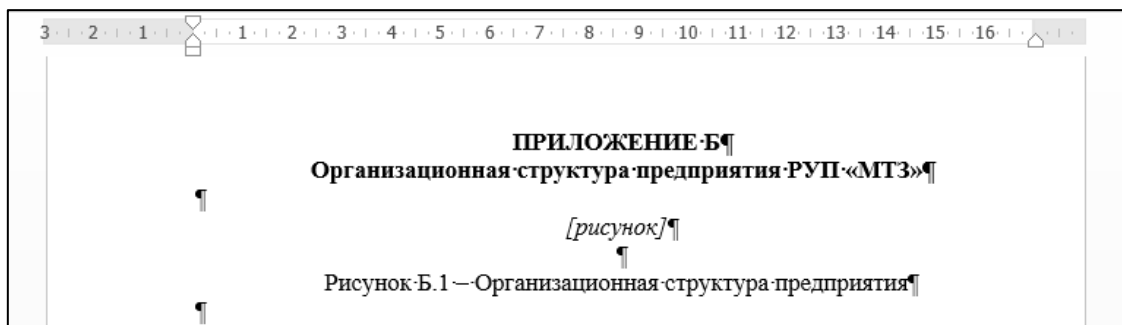 3 2 1 1 2 3 4 5 6 7 8 9 10 11 12 13 14 15 16
ПРИЛОЖЕНИЕ·Б¶
Организационная·структура·предприятия·РУП·«МТЗ»¶
¶
[рисунок]¶
¶
Рисунок·Б.1·–·Организационная·структура·предприятия¶
¶